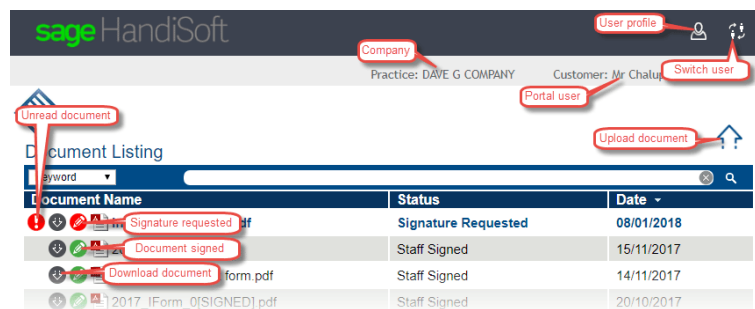 sage HandiSoft
User profile
Company
Switch user
Practice: DAVE G COMPANY
Customer: Mr Chalup
Portal user
Unread document
Upload document
Document Listing
Keyword
Document Name Status Date
Signature requested Signature Requested 08/01/2018
Document signed Staff Signed 15/11/2017
Download document form.pdf Staff Signed 14/11/2017
2017_IForm_0[SIGNED].pdf Staff Signed 20/10/2017